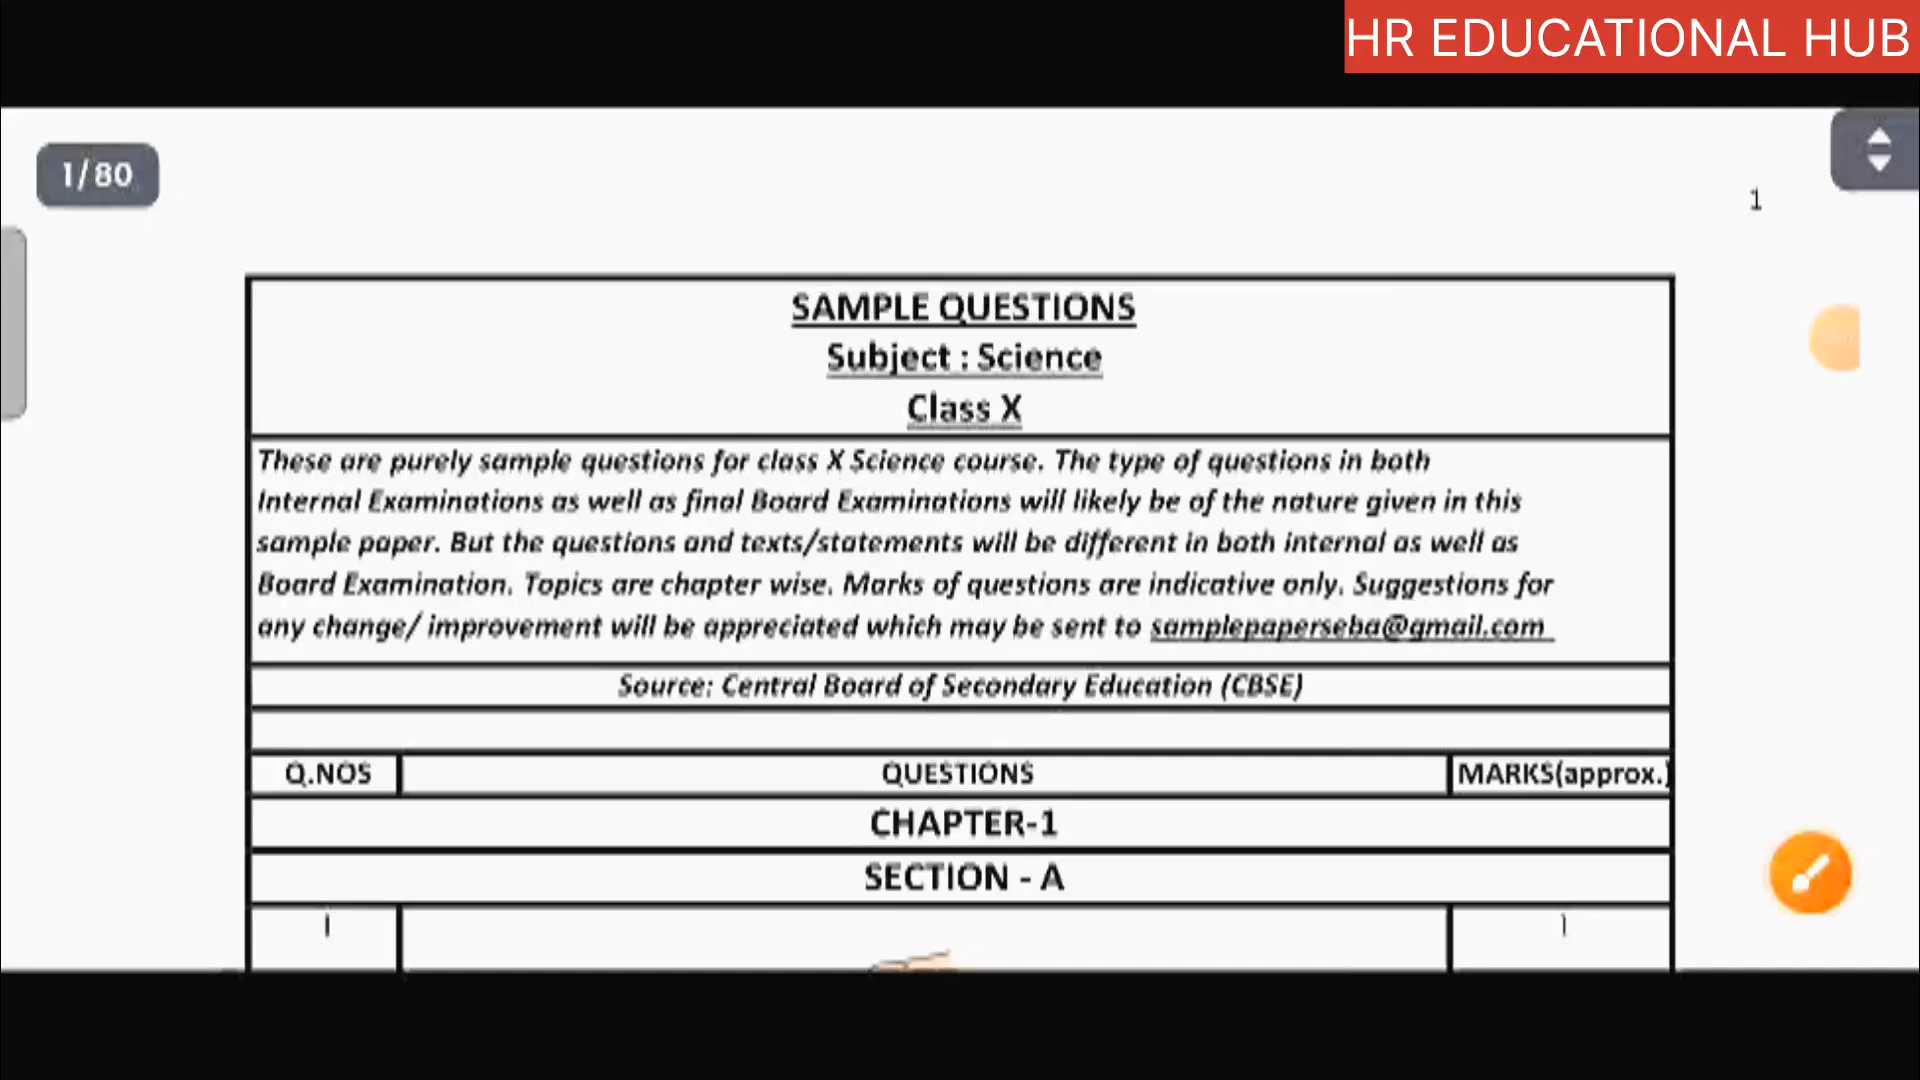 HR EDUCATIONAL HUB
1/80
1
SAMPLE QUESTIONS
Subject : Science
Class X
These are purely sample questions for class X Science course. The type of questions in both
Internal Examinations as well as final Board Examinations will likely be of the nature given in this
sample paper. But the questions and texts/statements will be different in both internal as well as
Board Examination. Topics are chapter wise. Marks of questions are indicative only. Suggestions for
any change/ improvement will be appreciated which may be sent to samplepaperseba@gmail.com
Source: Central Board of Secondary Education (CBSE)
Q.NOS QUESTIONS MARKS(approx.)
CHAPTER-1
SECTION - A
1 1